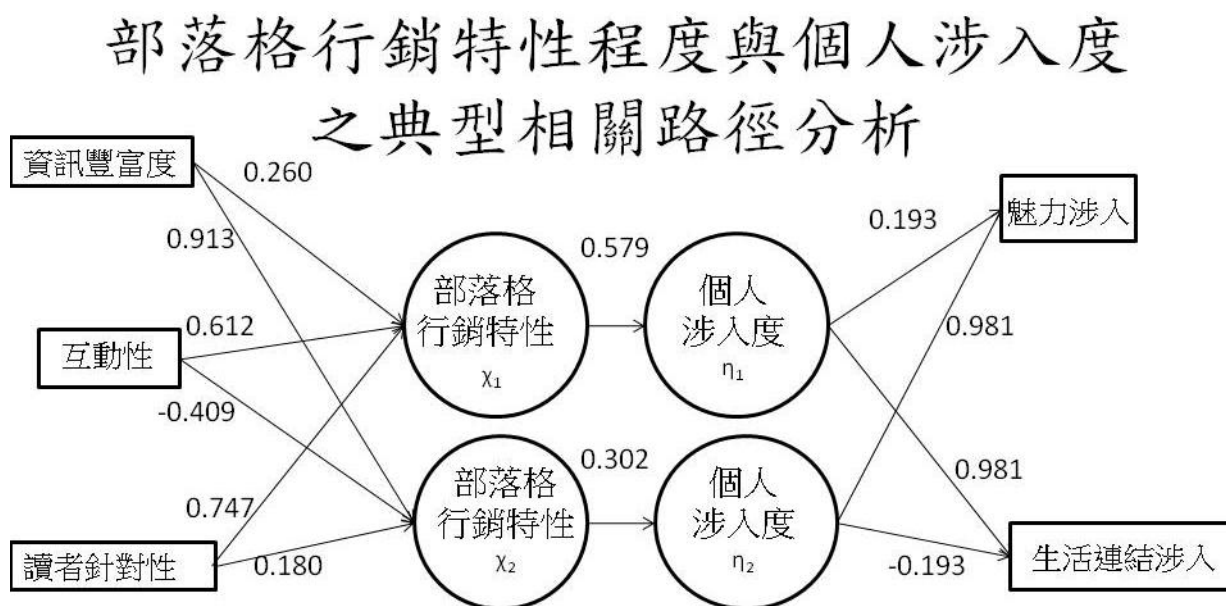 部落格行銷特性程度與個人涉入度
之典型相關路徑分析
資訊豐富度
0.260
魅力涉入
0.193
0.913
0.579
部落格
行銷特性
χ₁
個人
涉入度
η₁
0.612
0.981
互動性
-0.409
部落格
行銷特性
χ₂
0.302
個人
涉入度
η₂
0.981
0.747
讀者針對性
0.180
-0.193
生活連結涉入